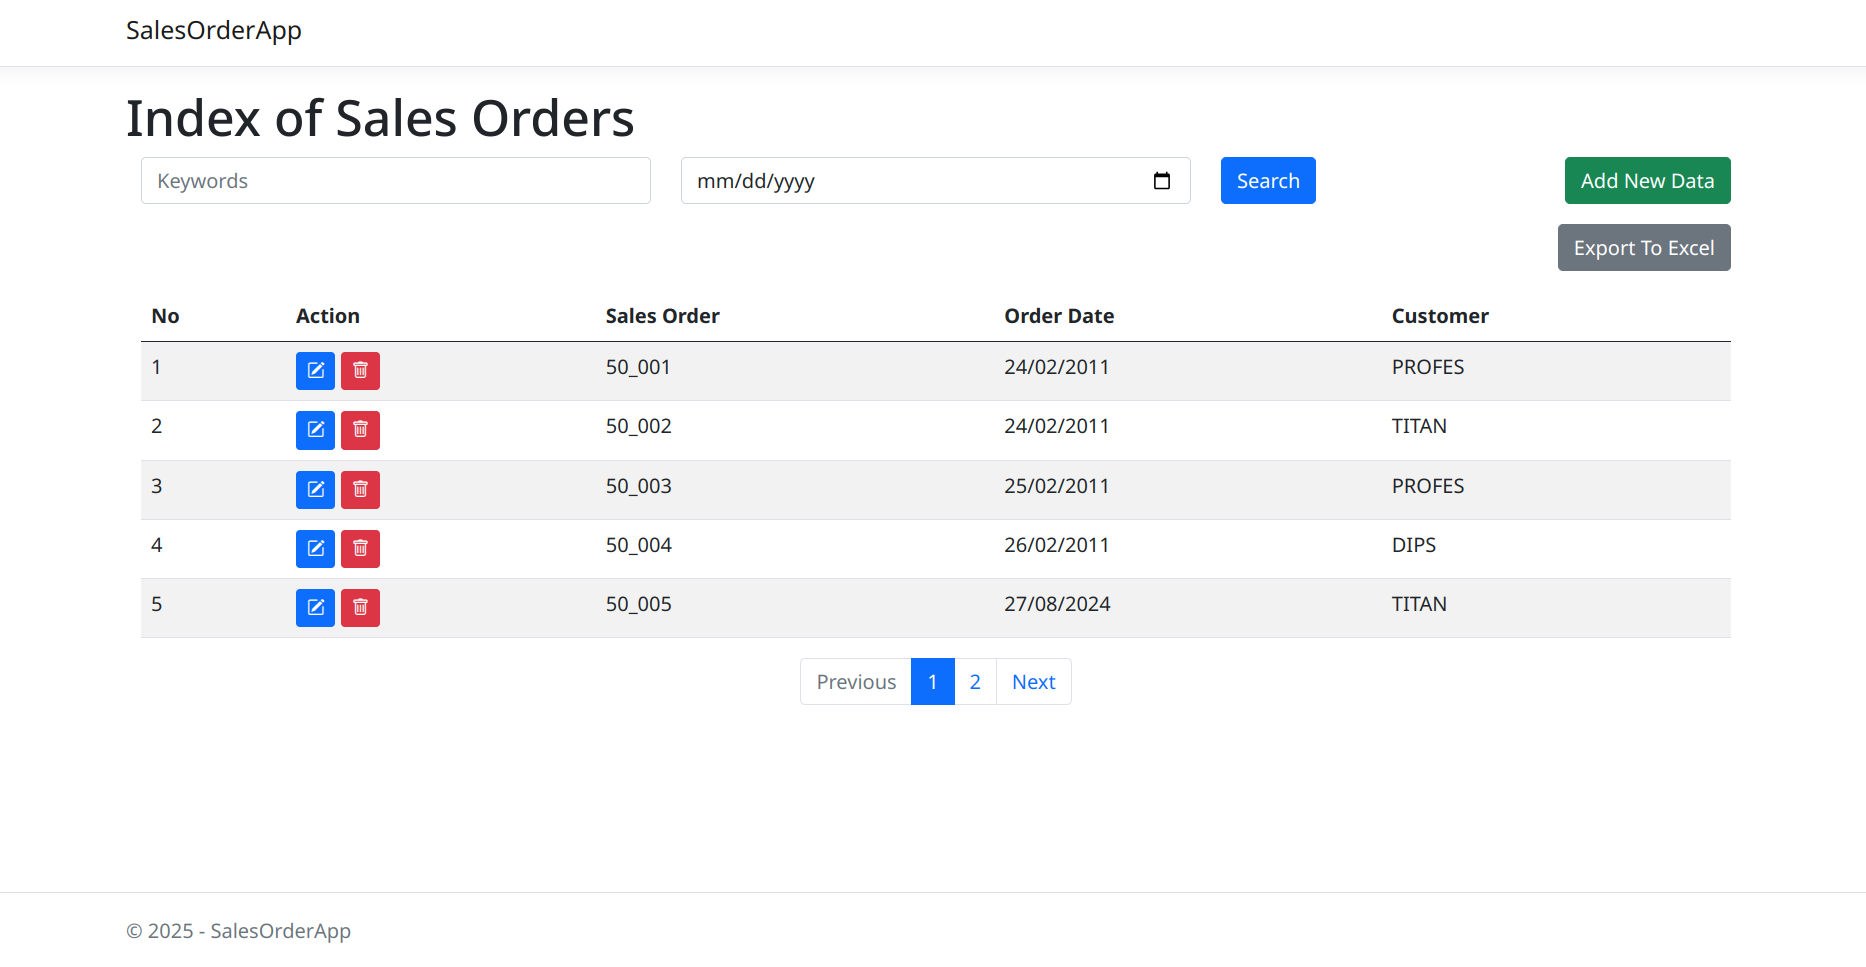 SalesOrderApp
Index of Sales Orders
Keywords mm/dd/yyyy Search Add New Data
Export To Excel
No Action Sales Order Order Date Customer
1 50_001 24/02/2011 PROFES
2 50_002 24/02/2011 TITAN
3 50_003 25/02/2011 PROFES
4 50_004 26/02/2011 DIPS
5 50_005 27/08/2024 TITAN
Previous 1 2 Next
© 2025 - SalesOrderApp